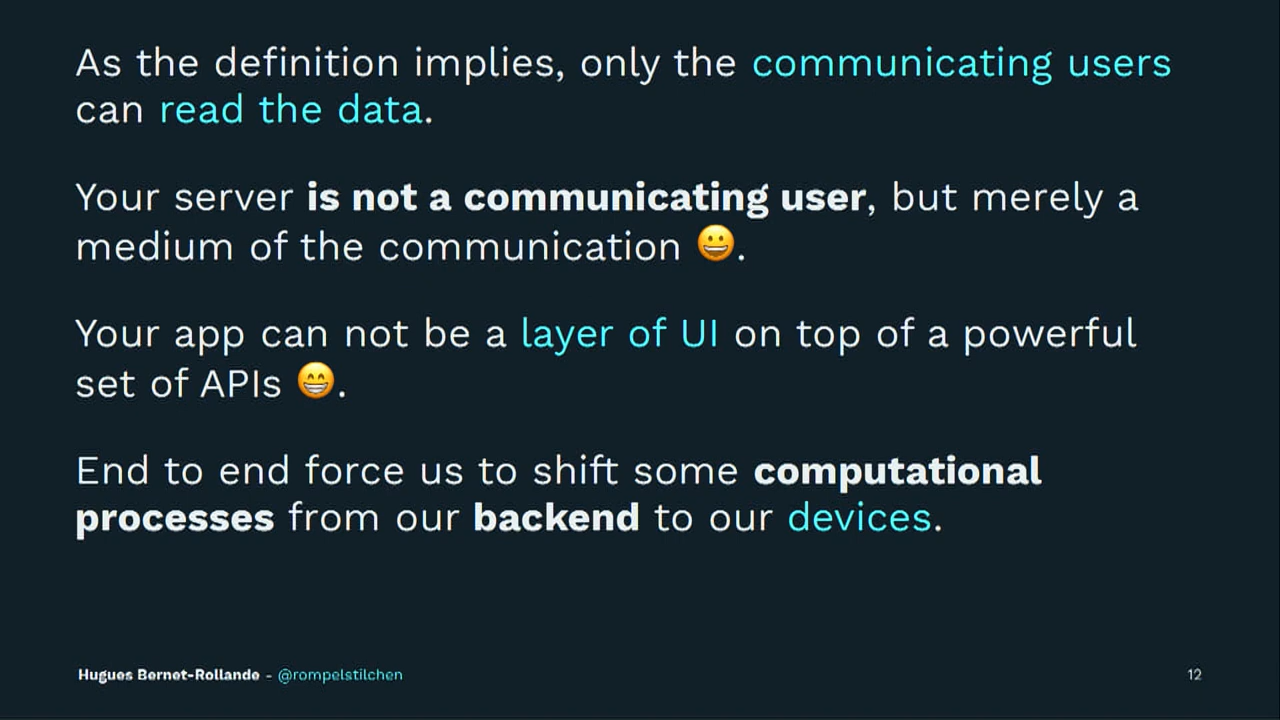 As the definition implies, only the communicating users
can read the data.
Your server is not a communicating user, but merely a
medium of the communication 😀.
Your app can not be a layer of UI on top of a powerful
set of APIs 😁.
End to end force us to shift some computational
processes from our backend to our devices.
Hugues Bernet-Rollande - @rompelstilchen
12